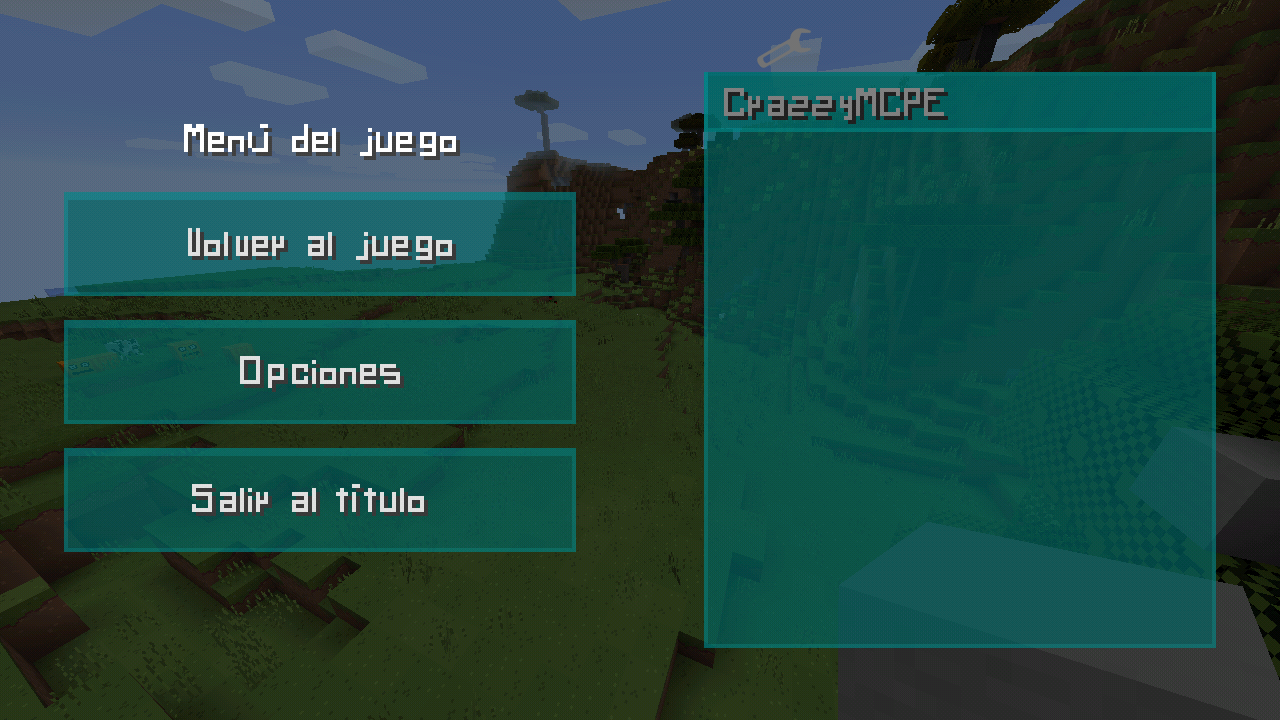 Menú del juego
Volver al juego
Opciones
Salir al título
CrazzyMCPE